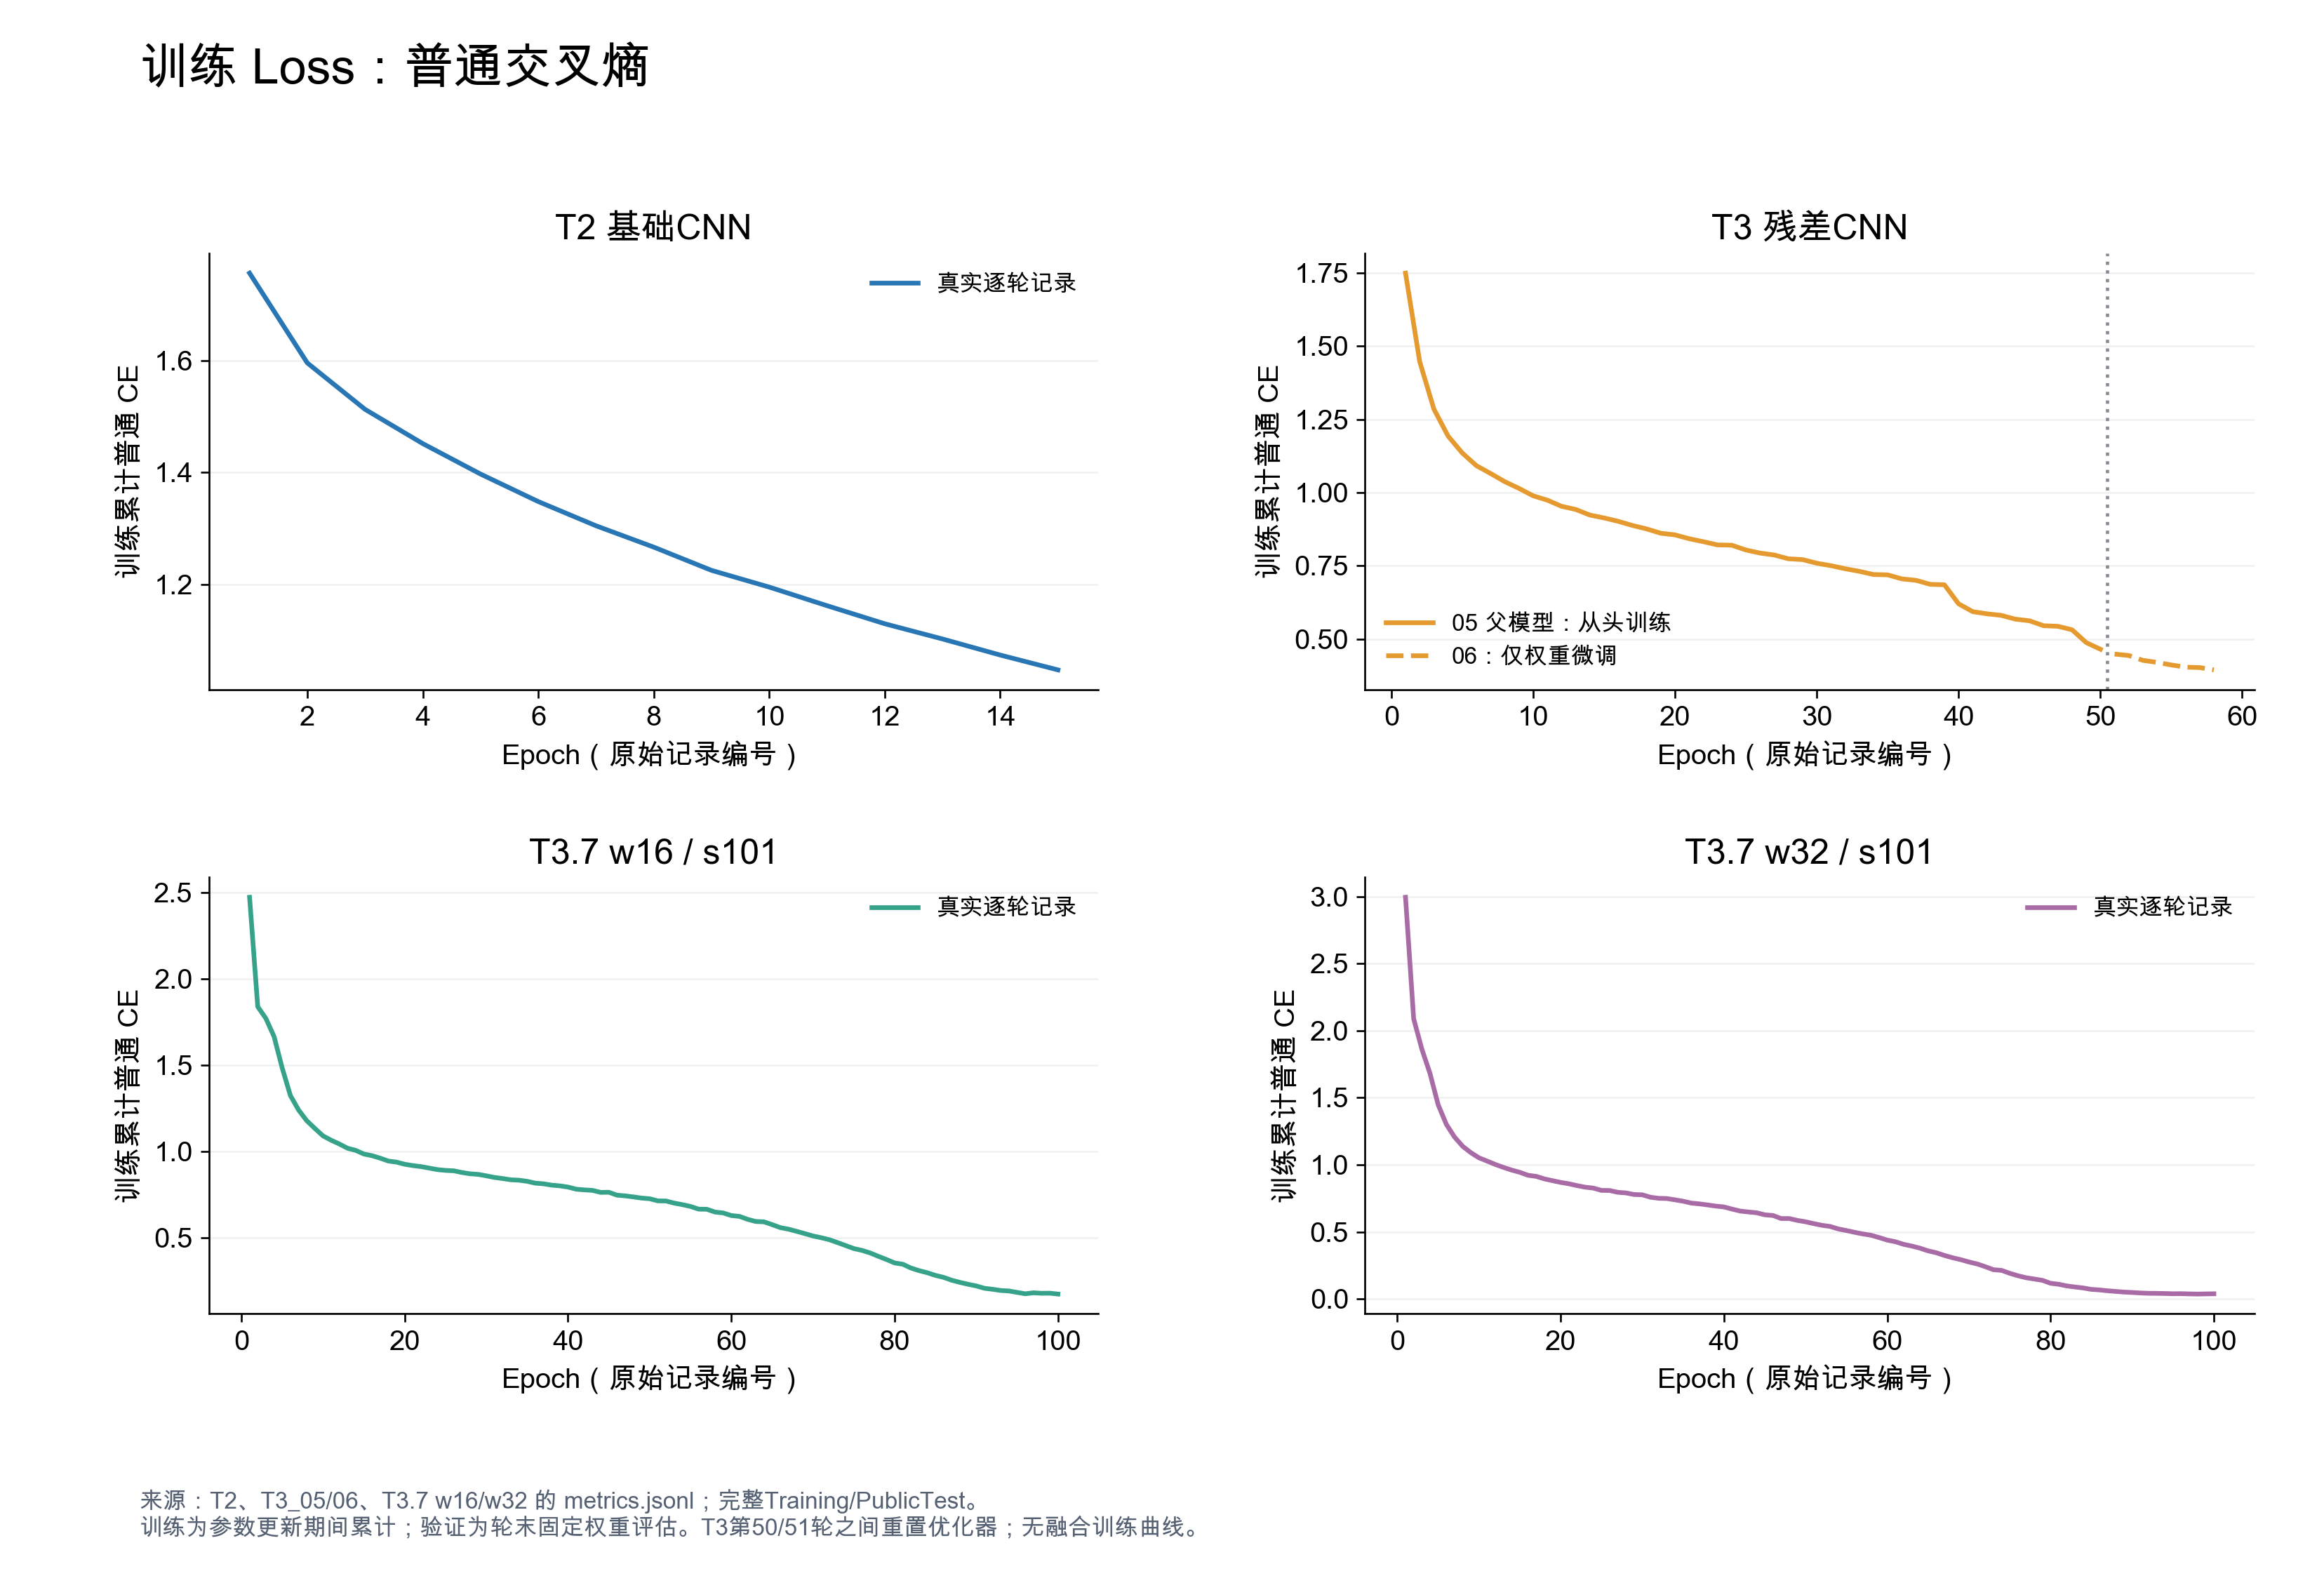 训练 Loss：普通交叉熵
T2 基础CNN
真实逐轮记录
训练累计普通 CE
1.6
1.4
1.2
2 4 6 8 10 12 14
Epoch（原始记录编号）
T3 残差CNN
训练累计普通 CE
1.75
1.50
1.25
1.00
0.75
0.50
05 父模型：从头训练
06：仅权重微调
0 10 20 30 40 50 60
Epoch（原始记录编号）
T3.7 w16 / s101
真实逐轮记录
训练累计普通 CE
2.5
2.0
1.5
1.0
0.5
0 20 40 60 80 100
Epoch（原始记录编号）
T3.7 w32 / s101
真实逐轮记录
训练累计普通 CE
3.0
2.5
2.0
1.5
1.0
0.5
0.0
0 20 40 60 80 100
Epoch（原始记录编号）
来源：T2、T3_05/06、T3.7 w16/w32 的 metrics.jsonl；完整Training/PublicTest。
训练为参数更新期间累计；验证为轮末固定权重评估。T3第50/51轮之间重置优化器；无融合训练曲线。